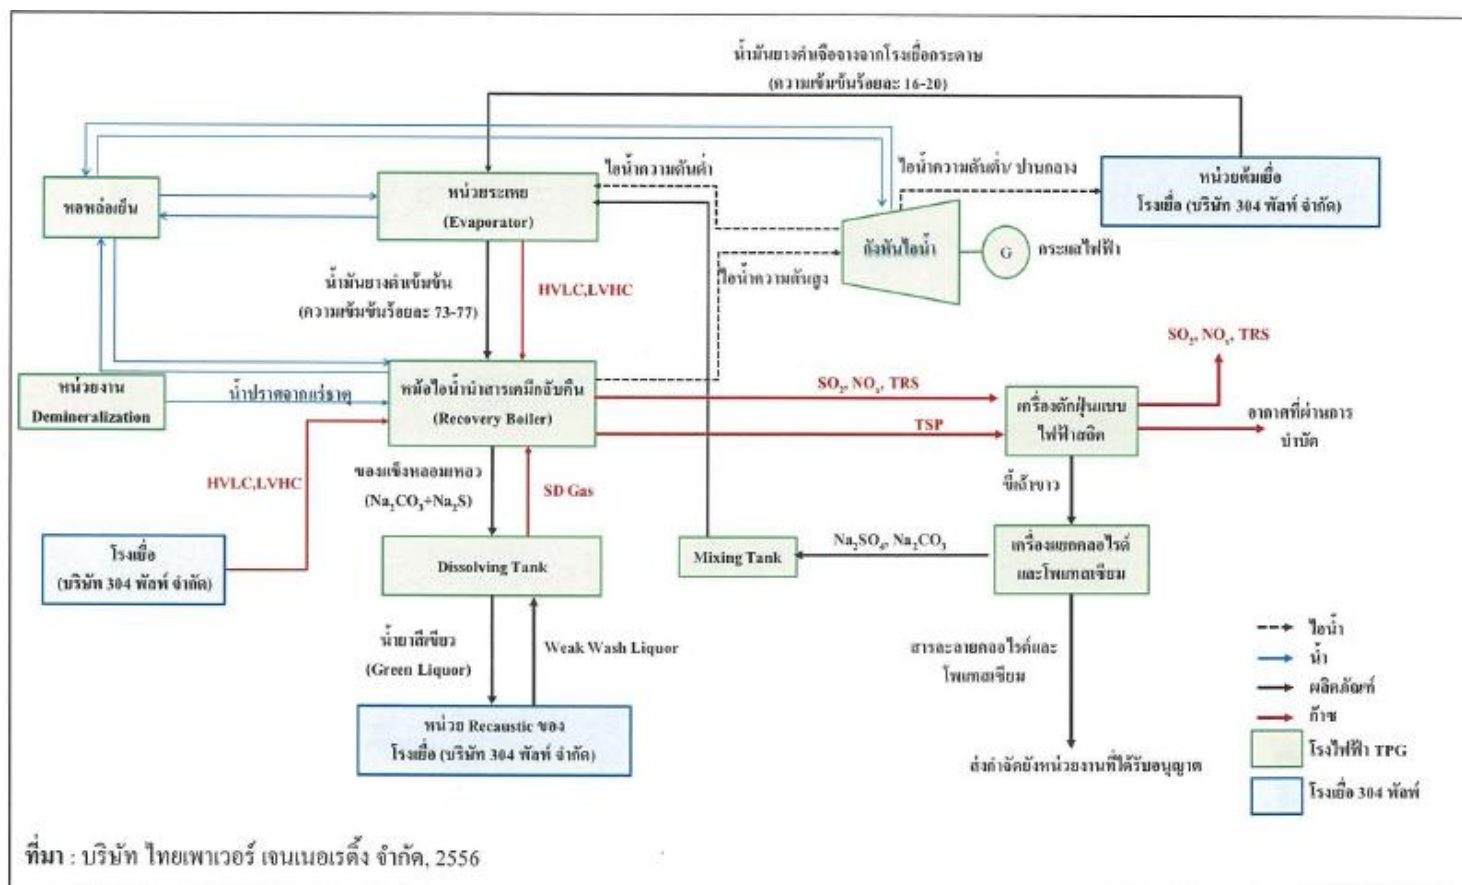 น้ำมันยางดำเจือจางจากโรงเยื่อกระดาษ
(ความเข้มข้นร้อยละ 16-20)
ไอน้ำความดันต่ำ
ไอน้ำความดันต่ำ/ ปานกลาง
หอหล่อเย็น
หน่วยระเหย
(Evaporator)
หน่วยต้มเยื่อ
โรงเยื่อ (บริษัท 304 พัลพ์ จำกัด)
กังหันไอน้ำ
G
กระแสไฟฟ้า
น้ำมันยางดำเข้มข้น
(ความเข้มข้นร้อยละ 73-77)
HVLC,LVHC
ไอน้ำความดันสูง
SO2, NOx, TRS
หน่วยงาน
Demineralization
น้ำปราศจากแร่ธาตุ
หม้อไอน้ำนำสารเคมีกลับคืน
(Recovery Boiler)
SO2, NOx, TRS
TSP
เครื่องดักฝุ่นแบบ
ไฟฟ้าสถิต
อากาศที่ผ่านการ
บำบัด
HVLC,LVHC
ของแข็งหลอมเหลว
(Na2CO3+Na2S)
SD Gas
ขี้เถ้าขาว
โรงเยื่อ
(บริษัท 304 พัลพ์ จำกัด)
Dissolving Tank
Mixing Tank
Na2SO4, Na2CO3
เครื่องแยกคลอไรด์
และโพแทสเซียม
น้ำยาสีเขียว
(Green Liquor)
Weak Wash Liquor
สารละลายคลอไรด์และ
โพแทสเซียม
หน่วย Recaustic ของ
โรงเยื่อ (บริษัท 304 พัลพ์ จำกัด)
ส่งกำจัดยังหน่วยงานที่ได้รับอนุญาต
ไอน้ำ
น้ำ
ผลิตภัณฑ์
ก๊าซ
โรงไฟฟ้า TPG
โรงเยื่อ 304 พัลพ์
ที่มา : บริษัท ไทยเพาเวอร์ เจนเนอเรติ้ง จำกัด, 2556